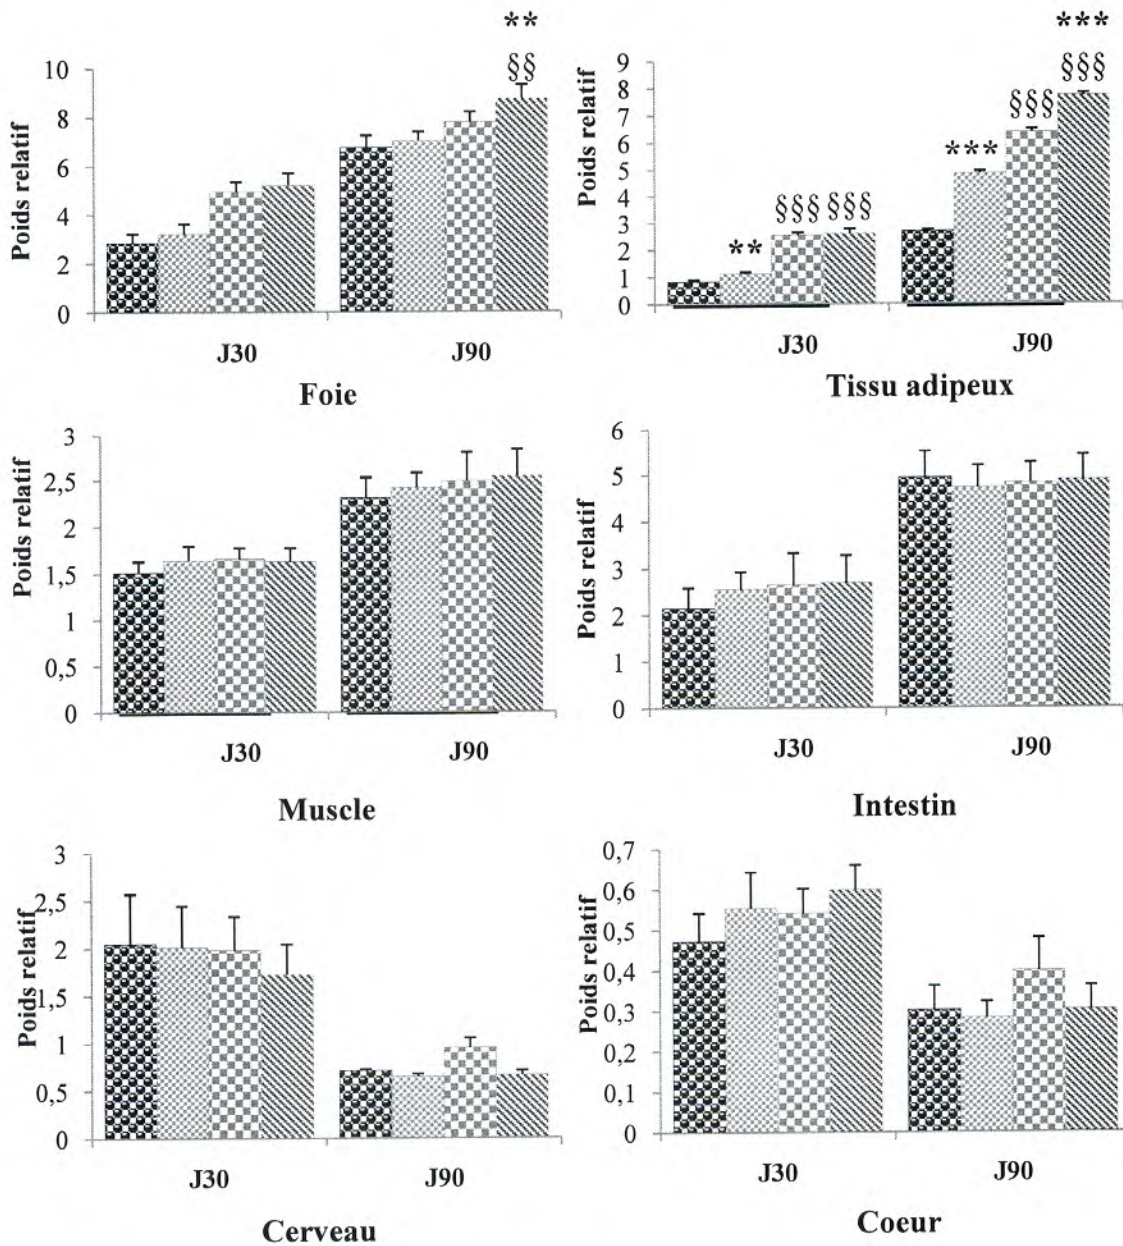 **
§§
10
8
6
4
2
0
Poids relatif
J30
J90
Foie
***
§§§
§§§
***
§§§ §§§
**
9
8
7
6
5
4
3
2
1
0
Poids relatif
J30
J90
Tissu adipeux
3
2,5
2
1,5
1
0,5
0
Poids relatif
J30
J90
Muscle
6
5
4
3
2
1
0
Poids relatif
J30
J90
Intestin
3
2,5
2
1,5
1
0,5
0
Poids relatif
J30
J90
Cerveau
0,7
0,6
0,5
0,4
0,3
0,2
0,1
0
Poids relatif
J30
J90
Coeur